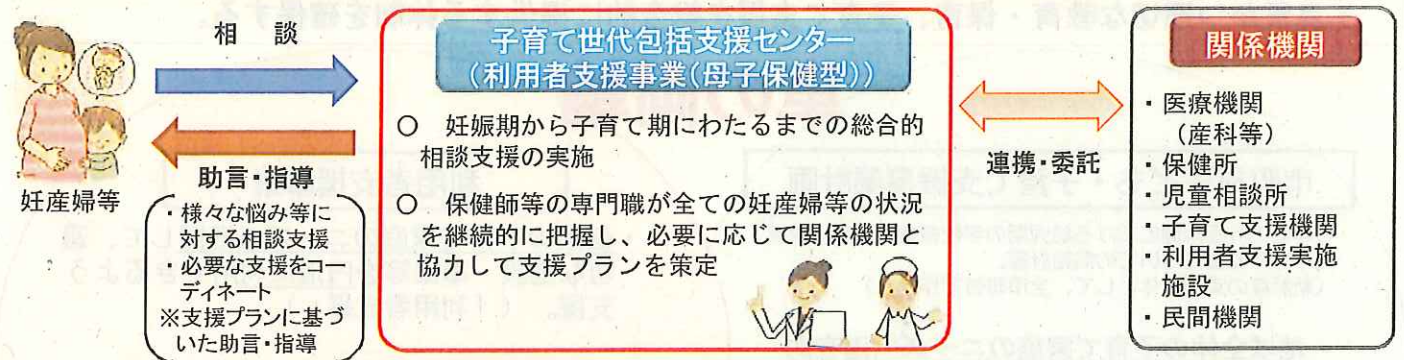 相 談
助言・指導
妊産婦等
・様々な悩み等に
対する相談支援
・必要な支援をコー
ディネート
※支援プランに基づ
いた助言・指導
子育て世代包括支援センター
（利用者支援事業（母子保健型））
○ 妊娠期から子育て期にわたるまでの総合的
相談支援の実施
○ 保健師等の専門職が全ての妊産婦等の状況
を継続的に把握し、必要に応じて関係機関と
協力して支援プランを策定
連携・委託
関係機関
・医療機関
（産科等）
・保健所
・児童相談所
・子育て支援機関
・利用者支援実施
施設
・民間機関